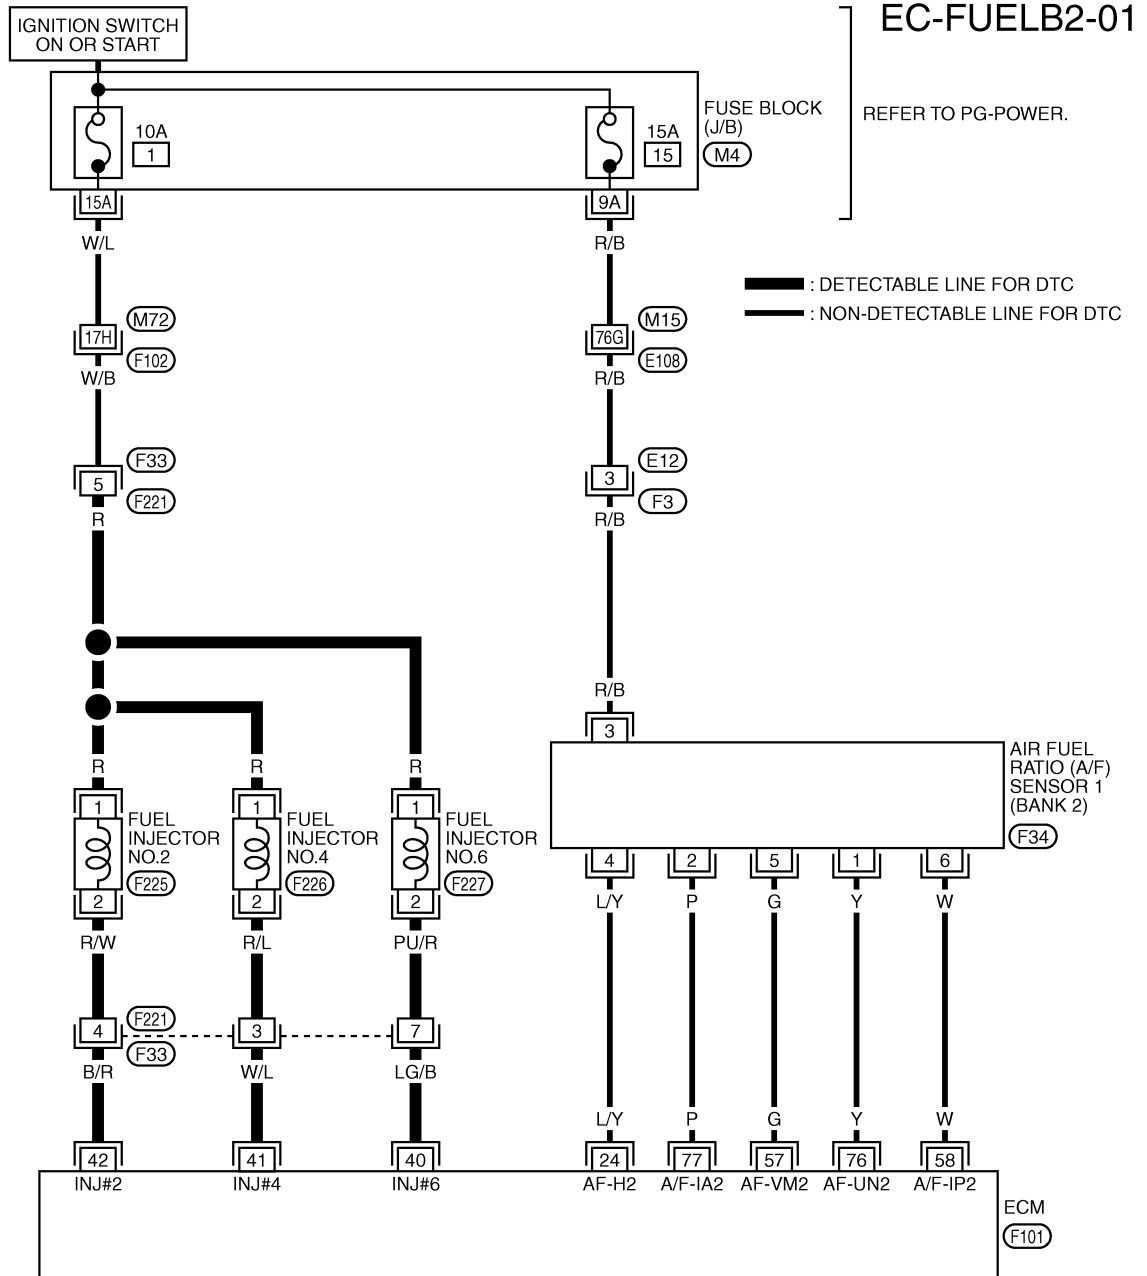 EC-FUELB2-01
IGNITION SWITCH
ON OR START
REFER TO PG-POWER.
FUSE BLOCK
(J/B)
M4
10A
1
15A
15
15A
9A
W/L
R/B
: DETECTABLE LINE FOR DTC
: NON-DETECTABLE LINE FOR DTC
M72
17H
F102
M15
76G
E108
W/B
R/B
F33
5
F221
E12
3
F3
R
R/B
R/B
3
AIR FUEL
RATIO (A/F)
SENSOR 1
(BANK 2)
F34
R
R
R
1
FUEL
INJECTOR
NO.2
F225
2
1
FUEL
INJECTOR
NO.4
F226
2
1
FUEL
INJECTOR
NO.6
F227
2
4
2
5
1
6
L/Y
P
G
Y
W
R/W
R/L
PU/R
F221
4
3
7
F33
B/R
W/L
LG/B
L/Y
P
G
Y
W
42
41
40
24
77
57
76
58
INJ#2
INJ#4
INJ#6
AF-H2
A/F-IA2
AF-VM2
AF-UN2
A/F-IP2
ECM
F101